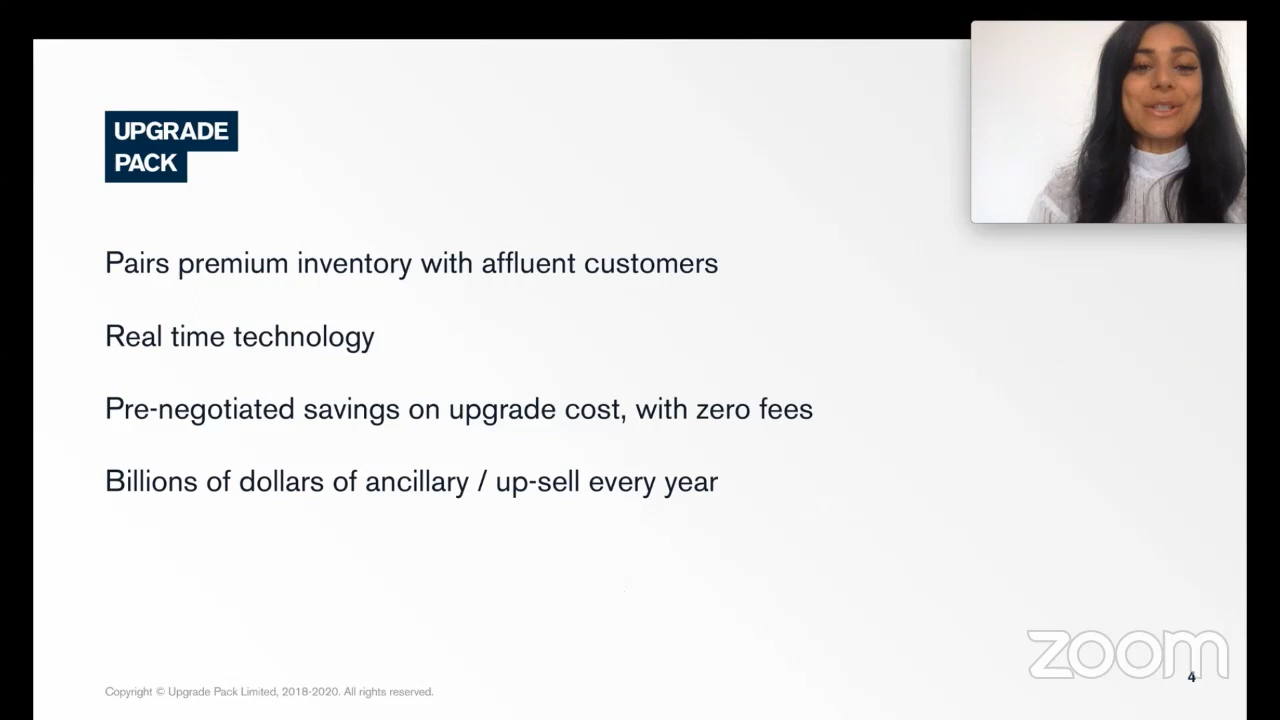 UPGRADE
PACK
Pairs premium inventory with affluent customers
Real time technology
Pre-negotiated savings on upgrade cost, with zero fees
Billions of dollars of ancillary / up-sell every year
Copyright © Upgrade Pack Limited, 2018-2020. All rights reserved.
4
zoom